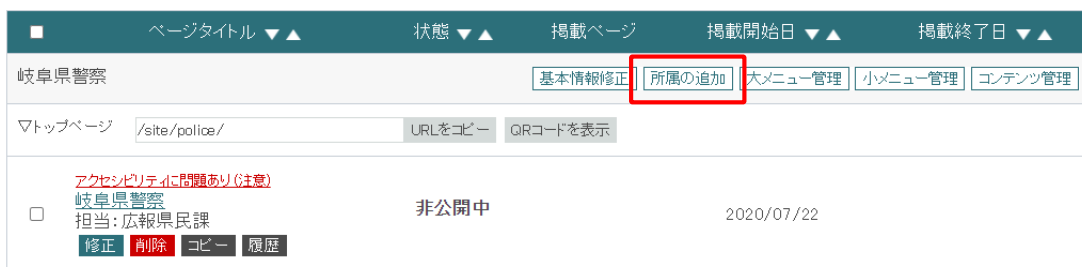 ページタイトル ▼▲ 状態 ▼▲ 掲載ページ 掲載開始日 ▼▲ 掲載終了日 ▼▲
岐阜県警察 基本情報修正 所属の追加 大メニュー管理 小メニュー管理 コンテンツ管理
▽トップページ /site/police/ URLをコピー QRコードを表示
アクセシビリティに問題あり(注意)
岐阜県警察
担当:広報県民課 非公開中 2020/07/22
修正 削除 コピー 履歴